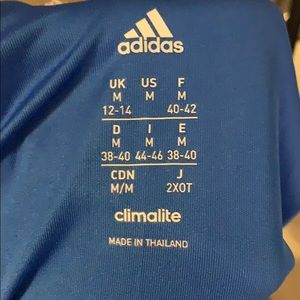 adidas
UK US F
M M M
12-14 40-42
D I E
M M M
38-40 44-46 38-40
CDN J
M/M 2XOT
climalite
MADE IN THAILAND